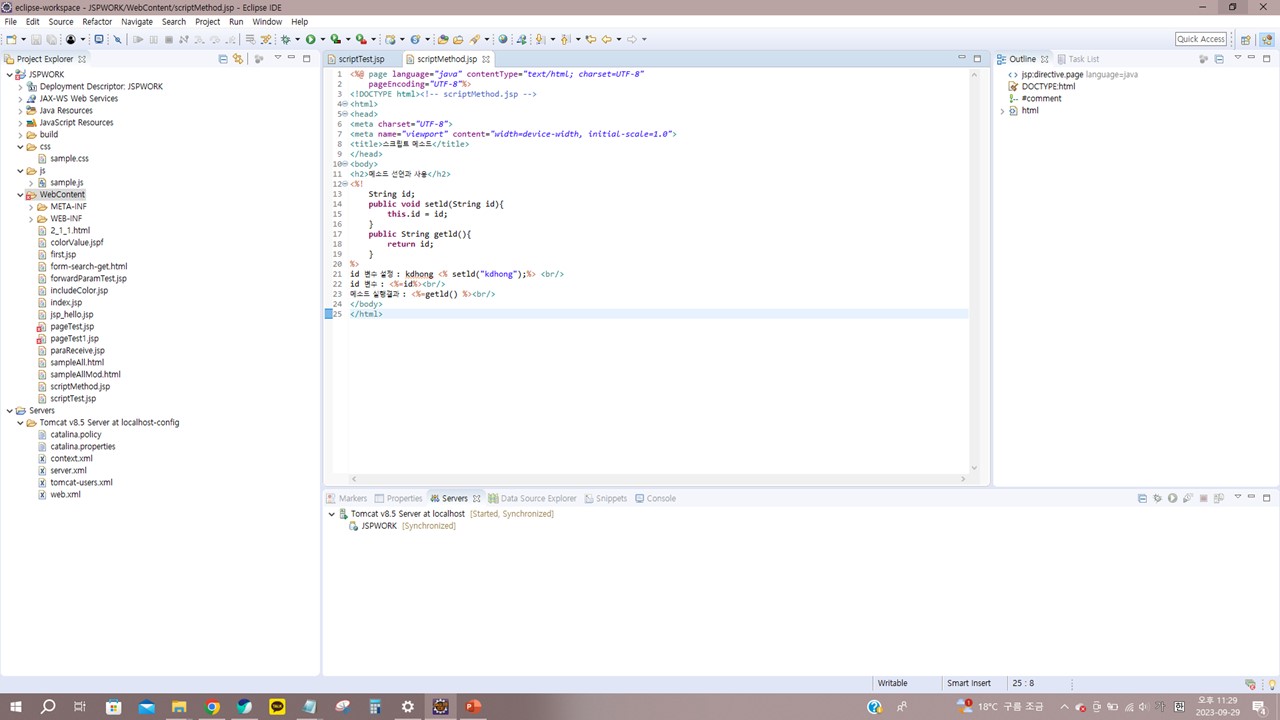 eclipse-workspace - JSPWORK/WebContent/scriptMethod.jsp - Eclipse IDE
File Edit Source Refactor Navigate Search Project Run Window Help
Quick Access
Project Explorer
JSPWORK
Deployment Descriptor: JSPWORK
JAX-WS Web Services
Java Resources
JavaScript Resources
build
css
sample.css
js
sample.js
WebContent
META-INF
WEB-INF
2_1_1.html
colorValue.jspf
first.jsp
form-search-get.html
forwardParamTest.jsp
includeColor.jsp
index.jsp
jsp_hello.jsp
pageTest.jsp
pageTest1.jsp
paraReceive.jsp
sampleAll.html
sampleAllMod.html
scriptMethod.jsp
scriptTest.jsp
Servers
Tomcat v8.5 Server at localhost-config
catalina.policy
catalina.properties
context.xml
server.xml
tomcat-users.xml
web.xml
scriptTest.jsp scriptMethod.jsp
1 <%@ page language="java" contentType="text/html; charset=UTF-8"
2 pageEncoding="UTF-8"%>
3 <!DOCTYPE html><!-- scriptMethod.jsp -->
4 <html>
5 <head>
6 <meta charset="UTF-8">
7 <meta name="viewport" content="width=device-width, initial-scale=1.0">
8 <title>스크립트 메소드</title>
9 </head>
10 <body>
11 <h2>메소드 선언과 사용</h2>
12 <%!
13 String id;
14 public void setld(String id){
15 this.id = id;
16 }
17 public String getld(){
18 return id;
19 }
20 %>
21 id 변수 설정 : kdhong <% setld("kdhong");%> <br/>
22 id 변수 : <%=id%><br/>
23 메소드 실행결과 : <%=getld() %><br/>
24 </body>
25 </html>
Outline Task List
jsp:directive.page language=java
DOCTYPE:html
#comment
html
Markers Properties Servers Data Source Explorer Snippets Console
Tomcat v8.5 Server at localhost [Started, Synchronized]
JSPWORK [Synchronized]
Writable Smart Insert 25 : 8
TALK
18°C 구름 조금
오후 11:29
2023-09-29
4